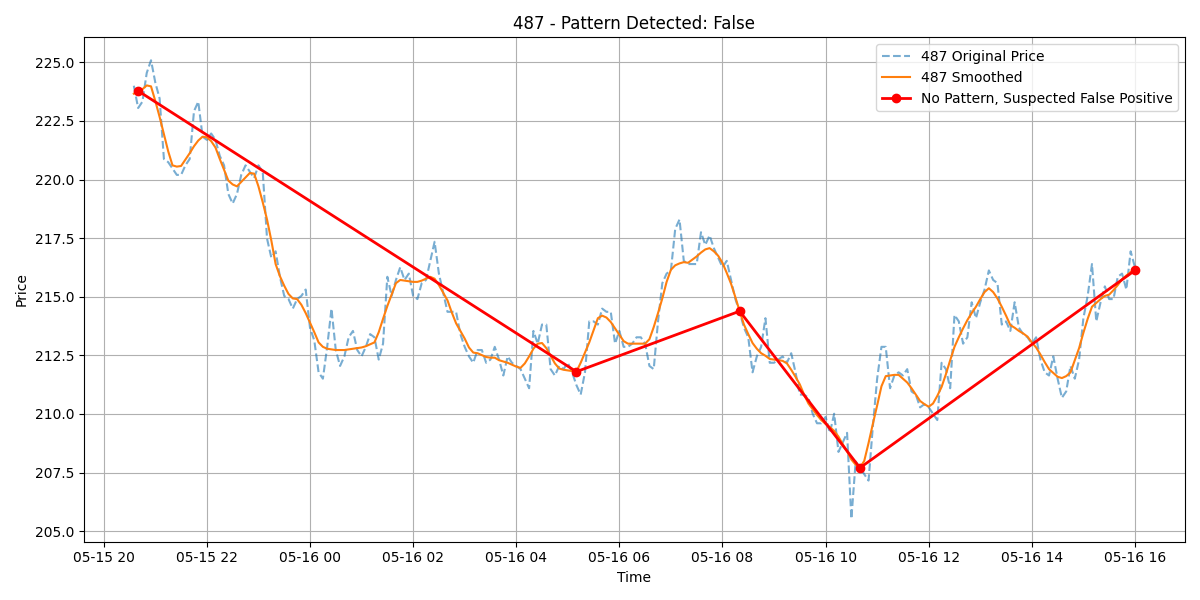 487 - Pattern Detected: False
487 Original Price
487 Smoothed
No Pattern, Suspected False Positive
Price
225.0
222.5
220.0
217.5
215.0
212.5
210.0
207.5
205.0
05-15 20 05-15 22 05-16 00 05-16 02 05-16 04 05-16 06 05-16 08 05-16 10 05-16 12 05-16 14 05-16 16
Time